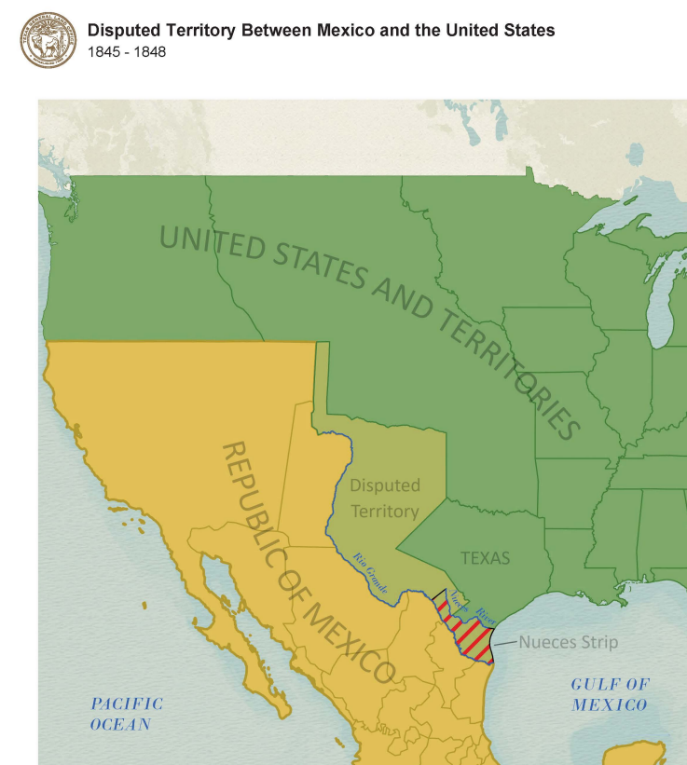 Disputed Territory Between Mexico and the United States
1845 - 1848
UNITED STATES AND TERRITORIES
REPUBLIC OF MEXICO
Disputed
Territory
TEXAS
Rio Grande
Nueces River
Nueces Strip
PACIFIC
OCEAN
GULF OF
MEXICO